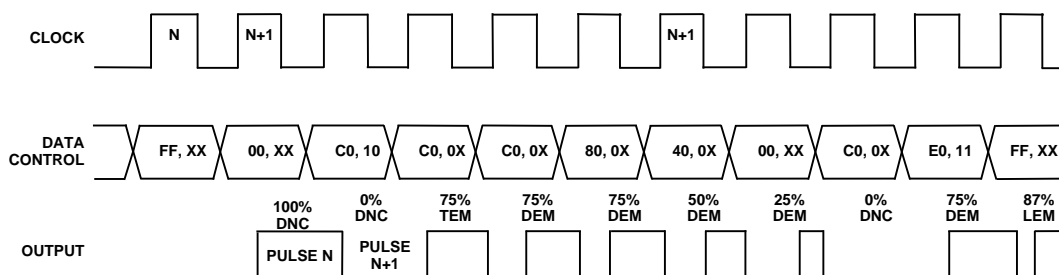 CLOCK
N
N+1
N+1
DATA
CONTROL
FF, XX
00, XX
C0, 10
C0, 0X
C0, 0X
80, 0X
40, 0X
00, XX
C0, 0X
E0, 11
FF, XX
100%
DNC
0%
DNC
75%
TEM
75%
DEM
75%
DEM
50%
DEM
25%
DEM
0%
DNC
75%
DEM
87%
LEM
OUTPUT
PULSE N
PULSE
N+1